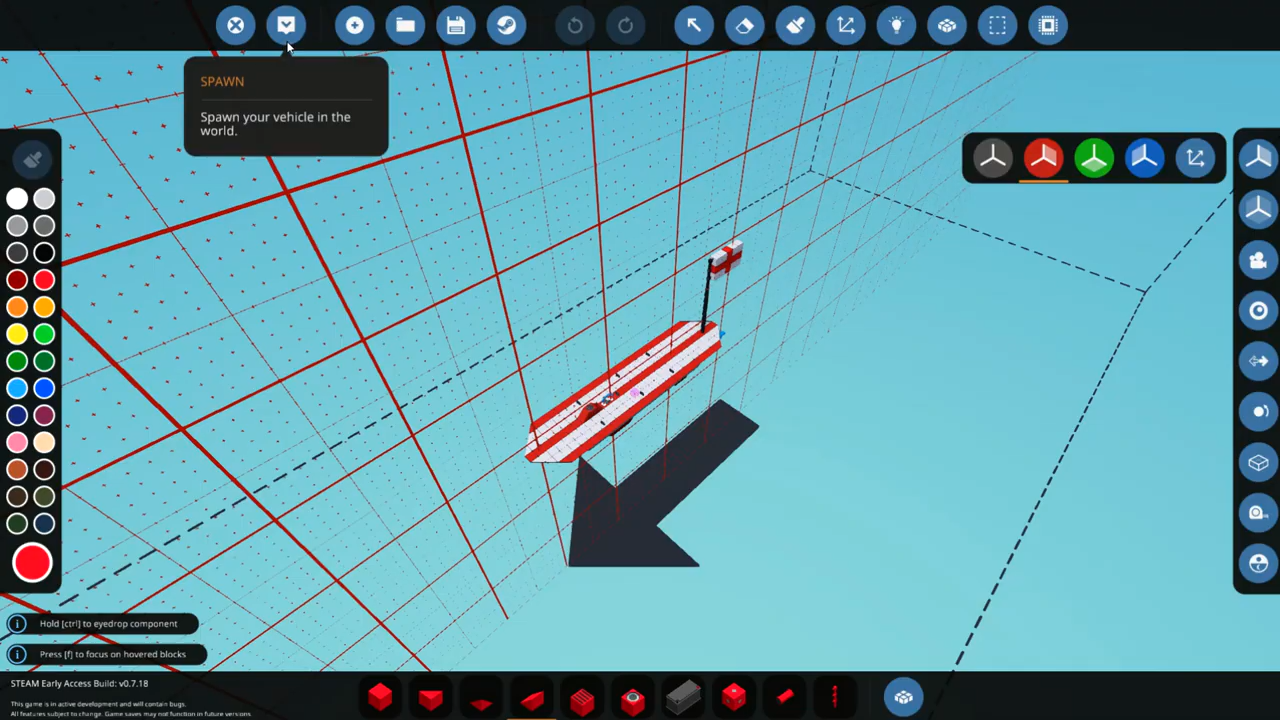 SPAWN
Spawn your vehicle in the
world.
Hold [ctrl] to eyedrop component
Press [f] to focus on hovered blocks
STEAM Early Access Build: v0.7.18
This game is in active development and will contain bugs.
All features subject to change. Game saves may not function in future versions.